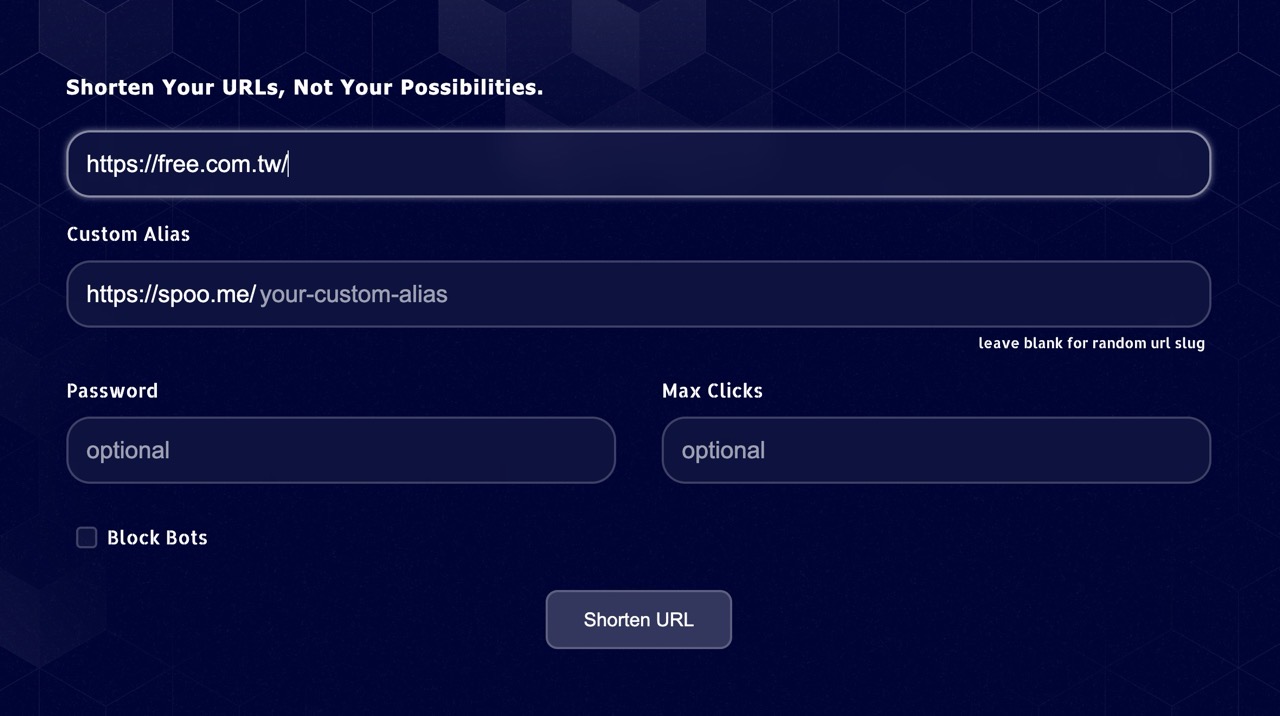 Shorten Your URLs, Not Your Possibilities.
https://free.com.tw/
Custom Alias
https://spoo.me/ your-custom-alias
leave blank for random url slug
Password
Max Clicks
optional
optional
Block Bots
Shorten URL